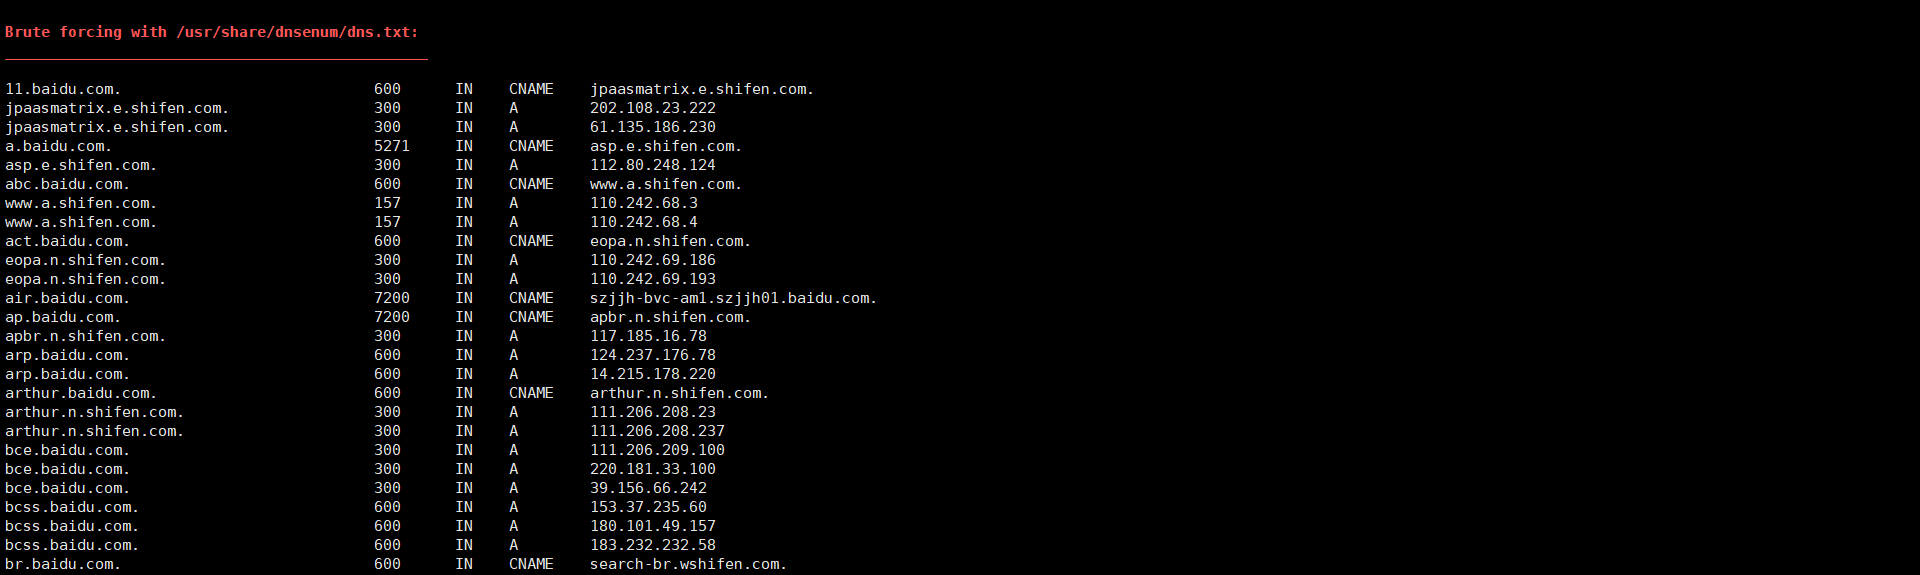 Brute forcing with /usr/share/dnsenum/dns.txt:
11.baidu.com. 600 IN CNAME jpaasmatrix.e.shifen.com.
jpaasmatrix.e.shifen.com. 300 IN A 202.108.23.222
jpaasmatrix.e.shifen.com. 300 IN A 61.135.186.230
a.baidu.com. 5271 IN CNAME asp.e.shifen.com.
asp.e.shifen.com. 300 IN A 112.80.248.124
abc.baidu.com. 600 IN CNAME www.a.shifen.com.
www.a.shifen.com. 157 IN A 110.242.68.3
www.a.shifen.com. 157 IN A 110.242.68.4
act.baidu.com. 600 IN CNAME eopa.n.shifen.com.
eopa.n.shifen.com. 300 IN A 110.242.69.186
eopa.n.shifen.com. 300 IN A 110.242.69.193
air.baidu.com. 7200 IN CNAME szjjh-bvc-am1.szjjh01.baidu.com.
ap.baidu.com. 7200 IN CNAME apbr.n.shifen.com.
apbr.n.shifen.com. 300 IN A 117.185.16.78
arp.baidu.com. 600 IN A 124.237.176.78
arp.baidu.com. 600 IN A 14.215.178.220
arthur.baidu.com. 600 IN CNAME arthur.n.shifen.com.
arthur.n.shifen.com. 300 IN A 111.206.208.23
arthur.n.shifen.com. 300 IN A 111.206.208.237
bce.baidu.com. 300 IN A 111.206.209.100
bce.baidu.com. 300 IN A 220.181.33.100
bce.baidu.com. 300 IN A 39.156.66.242
bcss.baidu.com. 600 IN A 153.37.235.60
bcss.baidu.com. 600 IN A 180.101.49.157
bcss.baidu.com. 600 IN A 183.232.232.58
br.baidu.com. 600 IN CNAME search-br.wshifen.com.